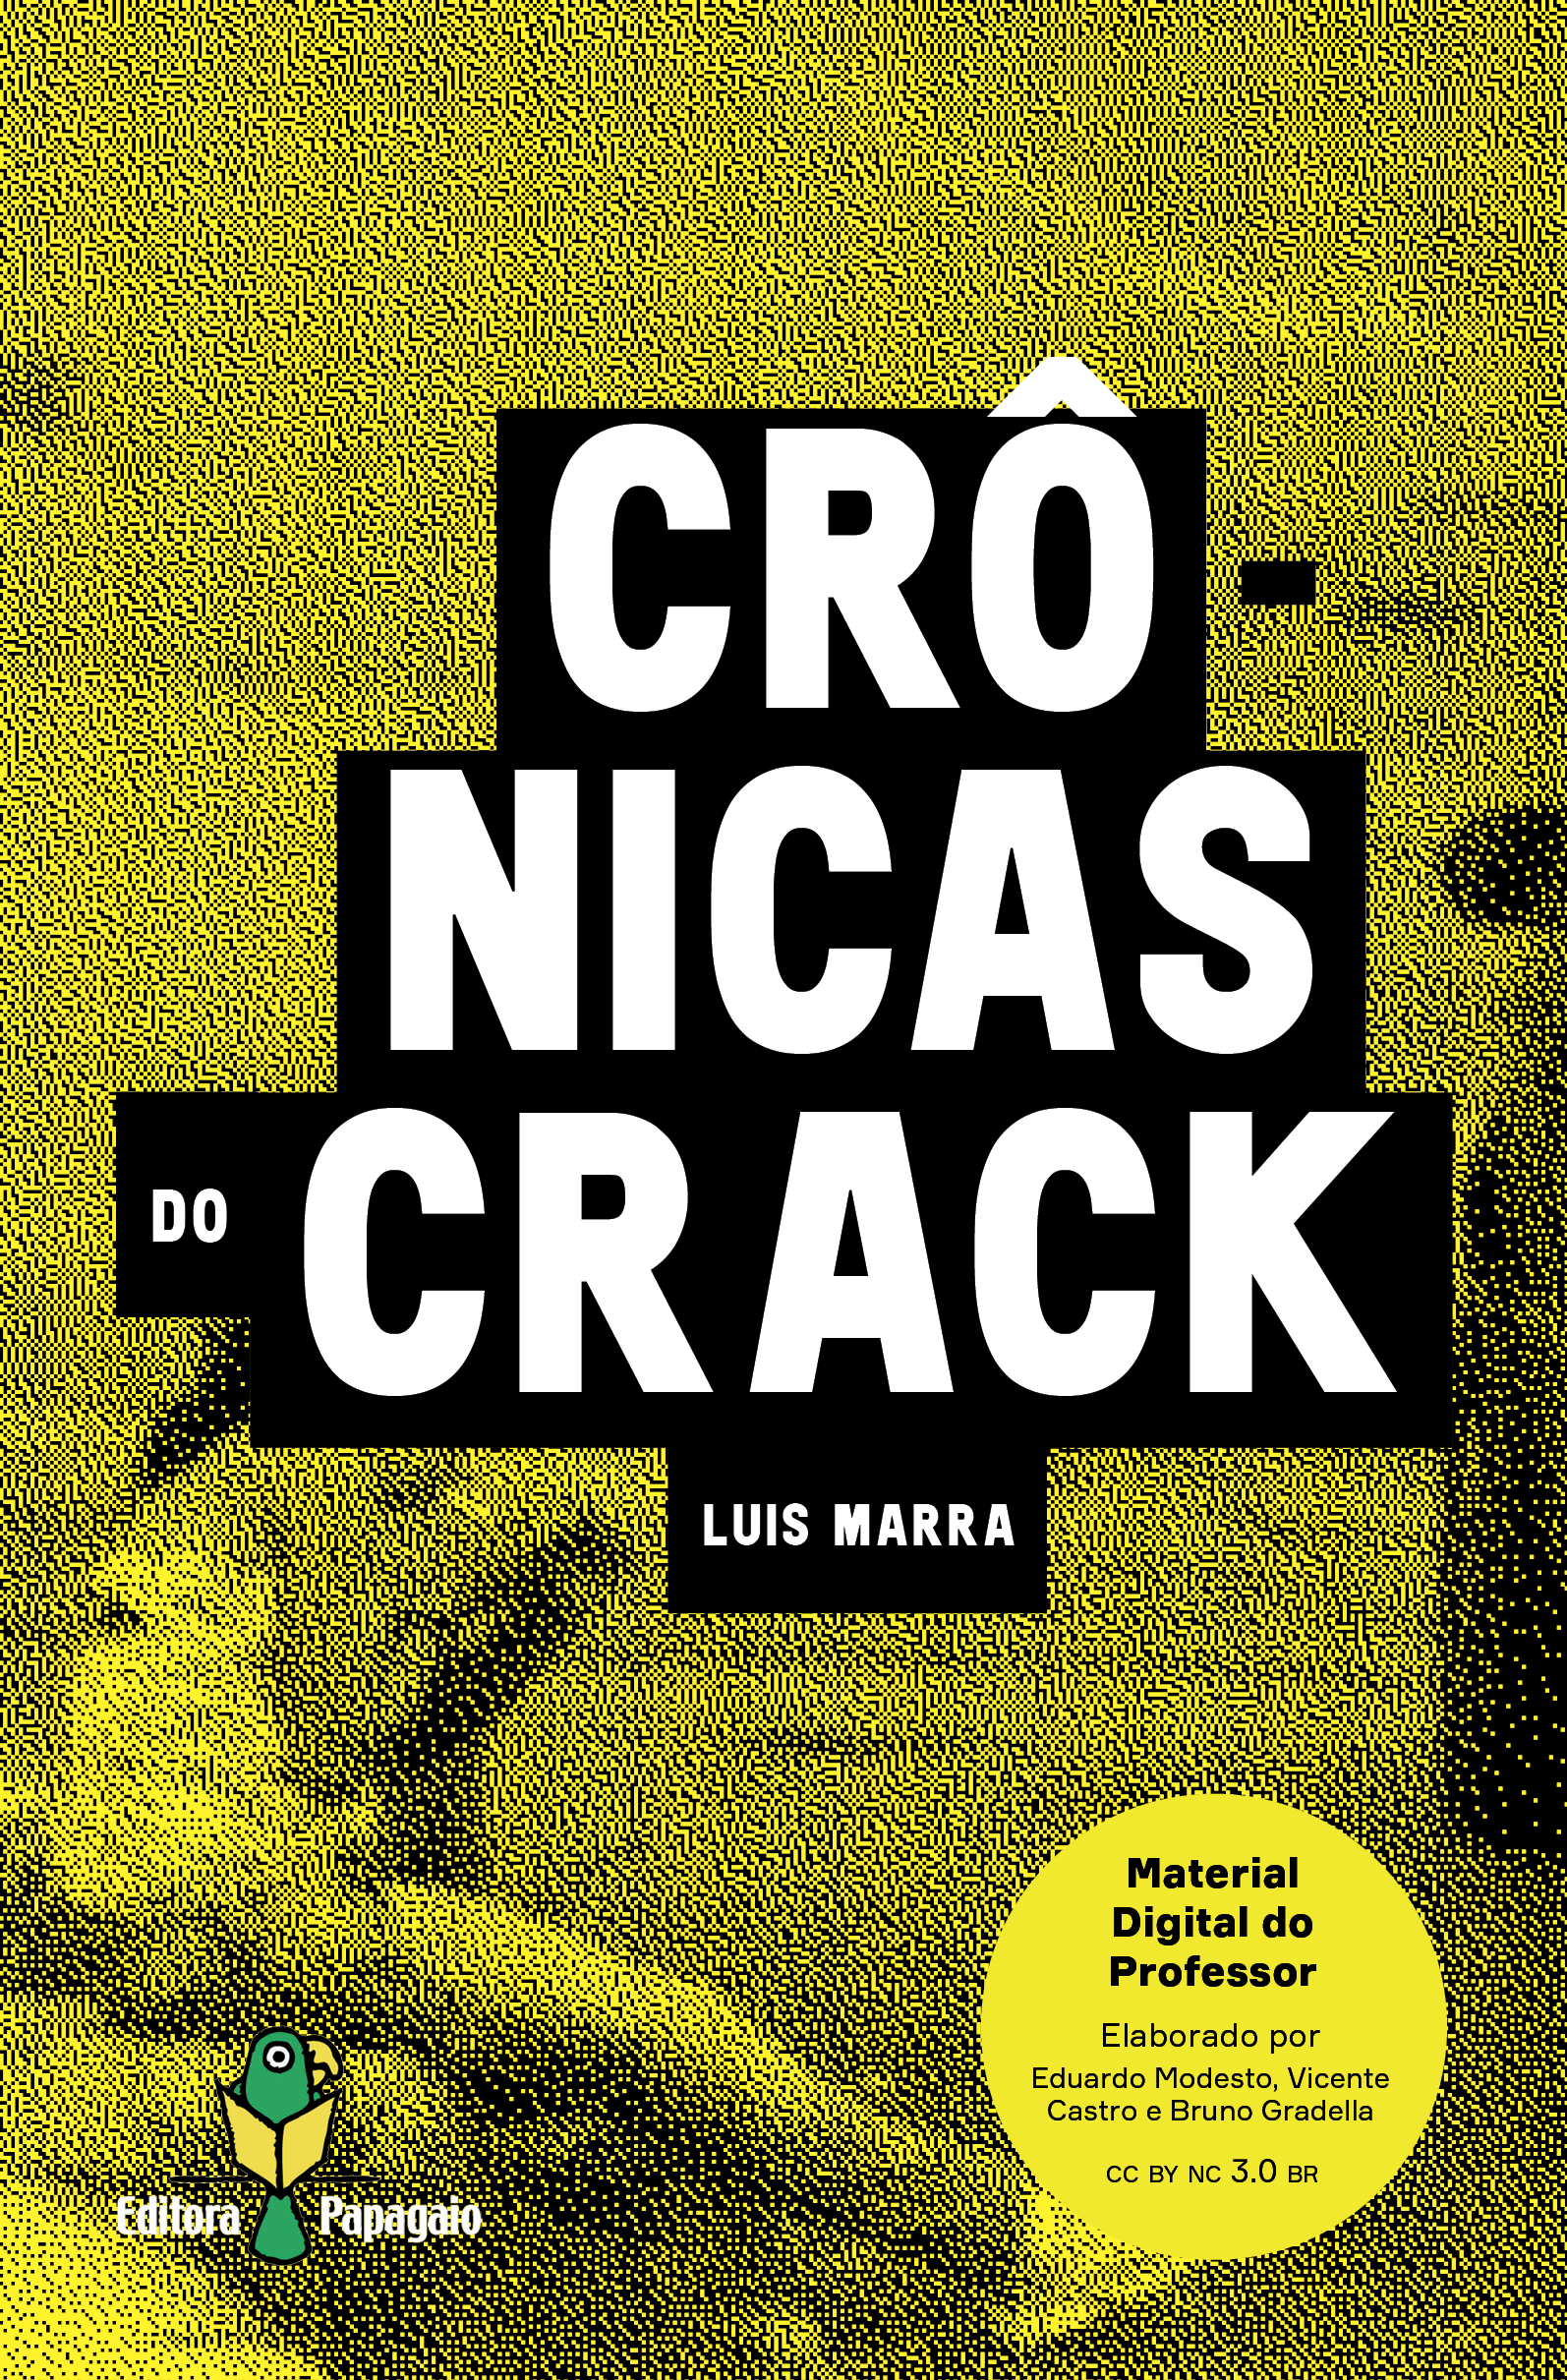 CRÔ-
NICAS
DO CRACK
LUIS MARRA
Material
Digital do
Professor
Elaborado por
Eduardo Modesto, Vicente
Castro e Bruno Gradella
CC BY NC 3.0 BR
Editora Papagaio